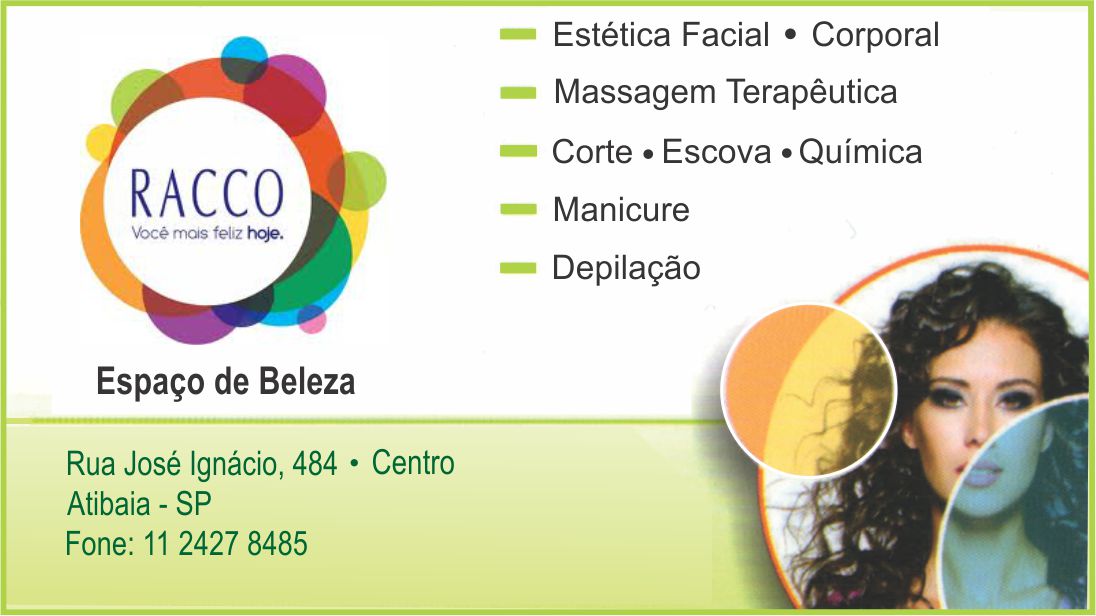 RACCO
Você mais feliz hoje.
Espaço de Beleza
Estética Facial • Corporal
Massagem Terapêutica
Corte • Escova • Química
Manicure
Depilação
Rua José Ignácio, 484 • Centro
Atibaia - SP
Fone: 11 2427 8485